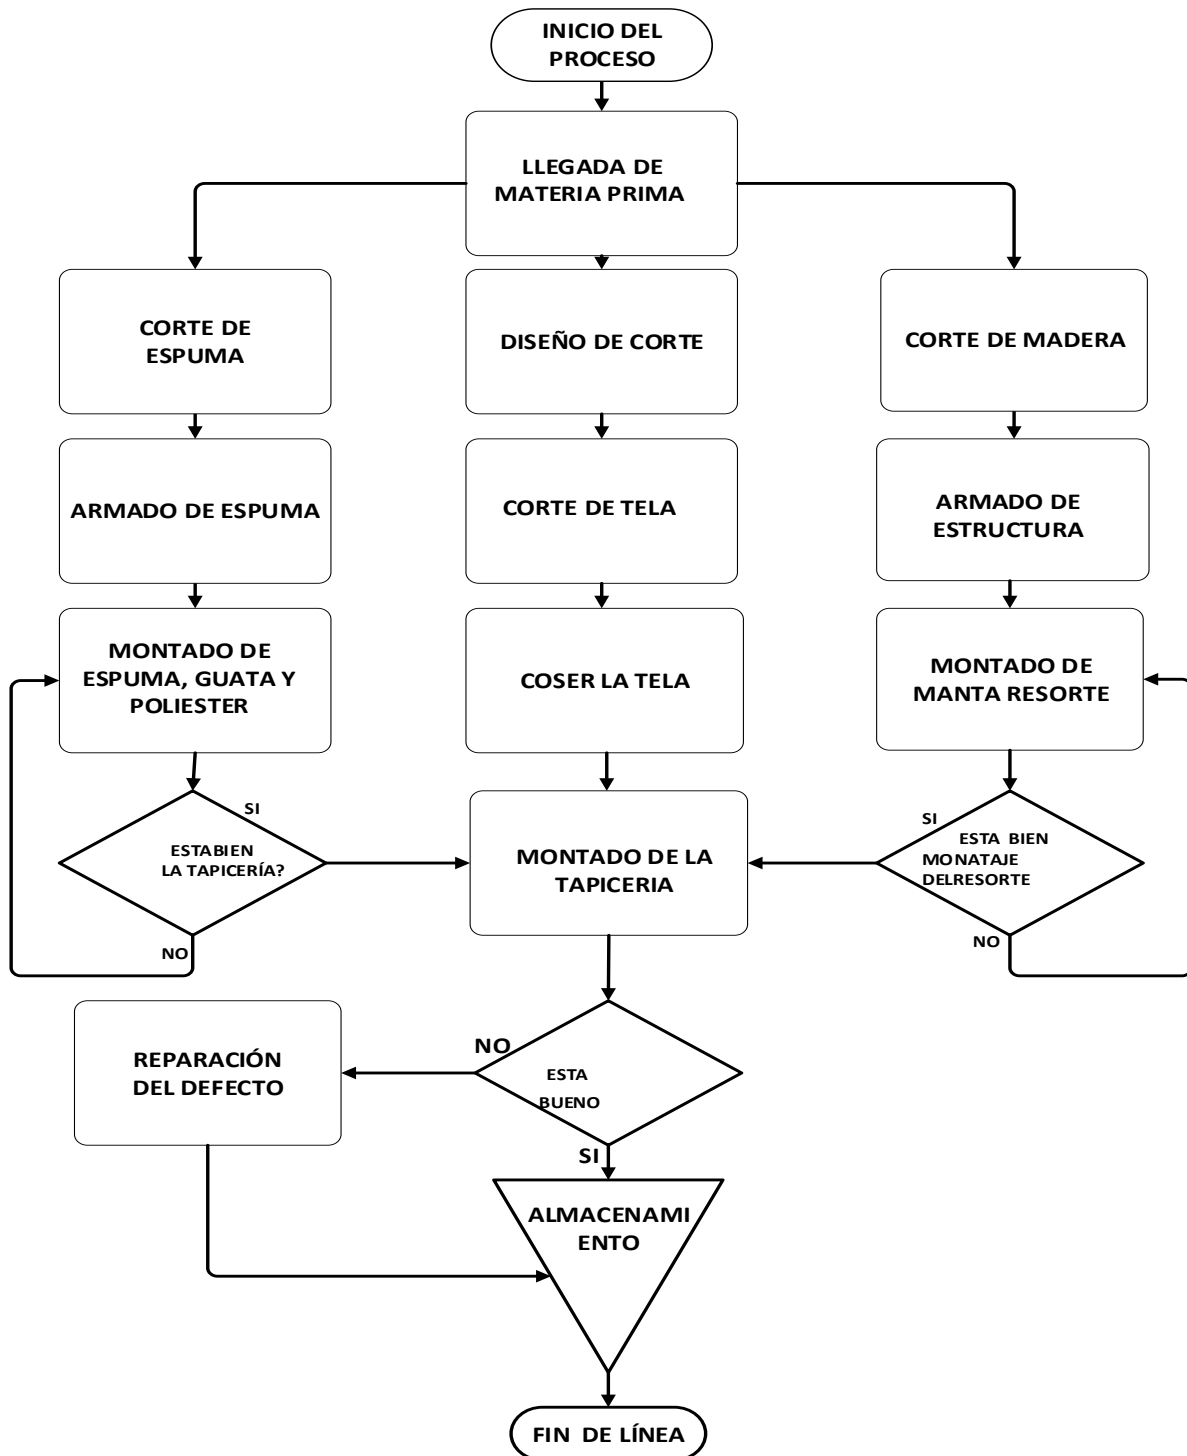 INICIO DEL
PROCESO
LLEGADA DE
MATERIA PRIMA
CORTE DE
ESPUMA
DISEÑO DE CORTE
CORTE DE MADERA
ARMADO DE ESPUMA
CORTE DE TELA
ARMADO DE
ESTRUCTURA
MONTADO DE
ESPUMA, GUATA Y
POLIESTER
COSER LA TELA
MONTADO DE
MANTA RESORTE
SI
ESTABIEN
LA TAPICERÍA?
NO
MONTADO DE LA
TAPICERIA
SI
ESTA BIEN
MONATAJE
DELRESORTE
NO
REPARACIÓN
DEL DEFECTO
NO
ESTA
BUENO
SI
ALMACENAMI
ENTO
FIN DE LÍNEA